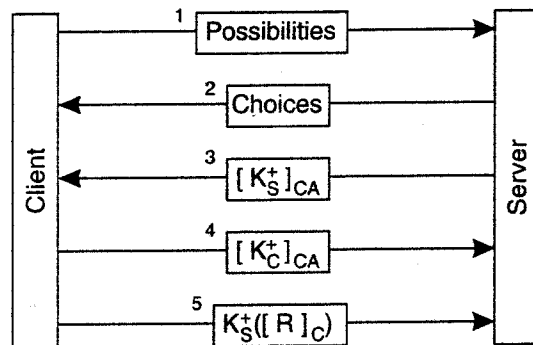 1 Possibilities
2 Choices
3 [ K_S^+ ]_CA
4 [ K_C^+ ]_CA
5 K_S^+([ R ]_C)
Client
Server